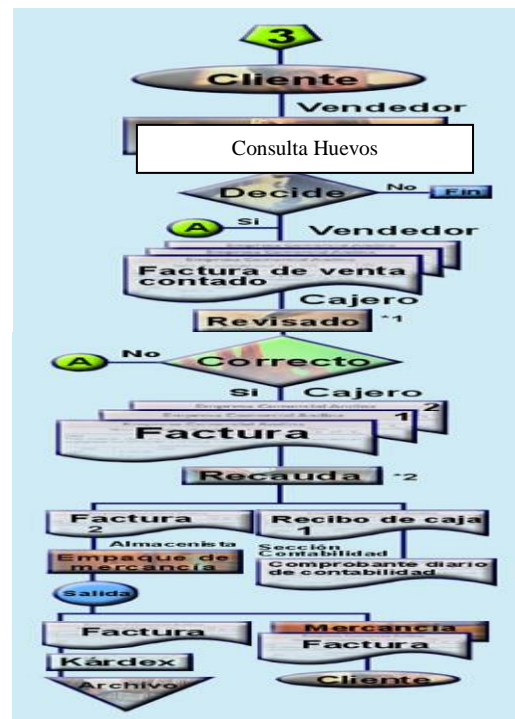 3
Cliente
Vendedor
Consulta Huevos
Decide
No
Fin
Si
A
Vendedor
Factura de venta
contado
Cajero
Revisado *1
No
A
Correcto
Si
Cajero
2
1
Factura
Recauda *2
Factura
2
Recibo de caja
1
Almacenista
Sección
Contabilidad
Empaque de
mercancía
Comprobante diario
de contabilidad
Salida
Factura
Mercancía
Factura
Kárdex
Archivo
Cliente